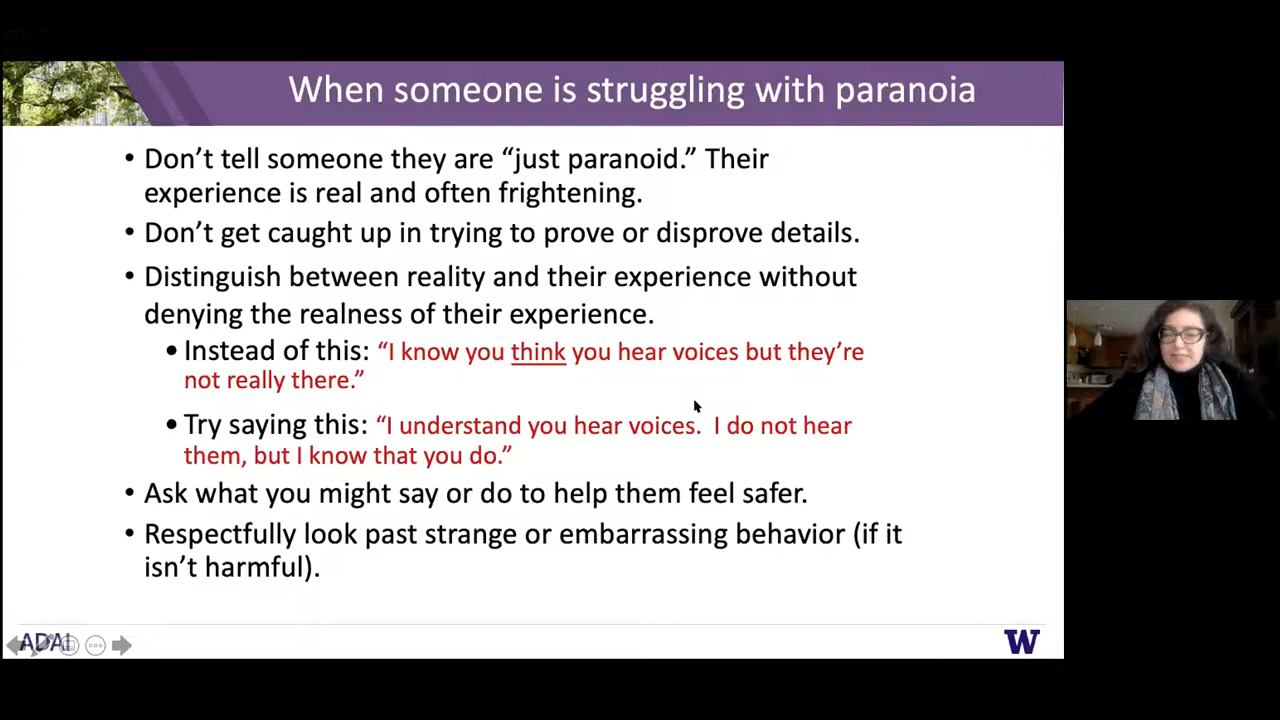 When someone is struggling with paranoia
• Don’t tell someone they are “just paranoid.” Their
experience is real and often frightening.
• Don’t get caught up in trying to prove or disprove details.
• Distinguish between reality and their experience without
denying the realness of their experience.
• Instead of this: “I know you think you hear voices but they’re
not really there.”
• Try saying this: “I understand you hear voices.  I do not hear
them, but I know that you do.”
• Ask what you might say or do to help them feel safer.
• Respectfully look past strange or embarrassing behavior (if it
isn’t harmful).
ADAI
W